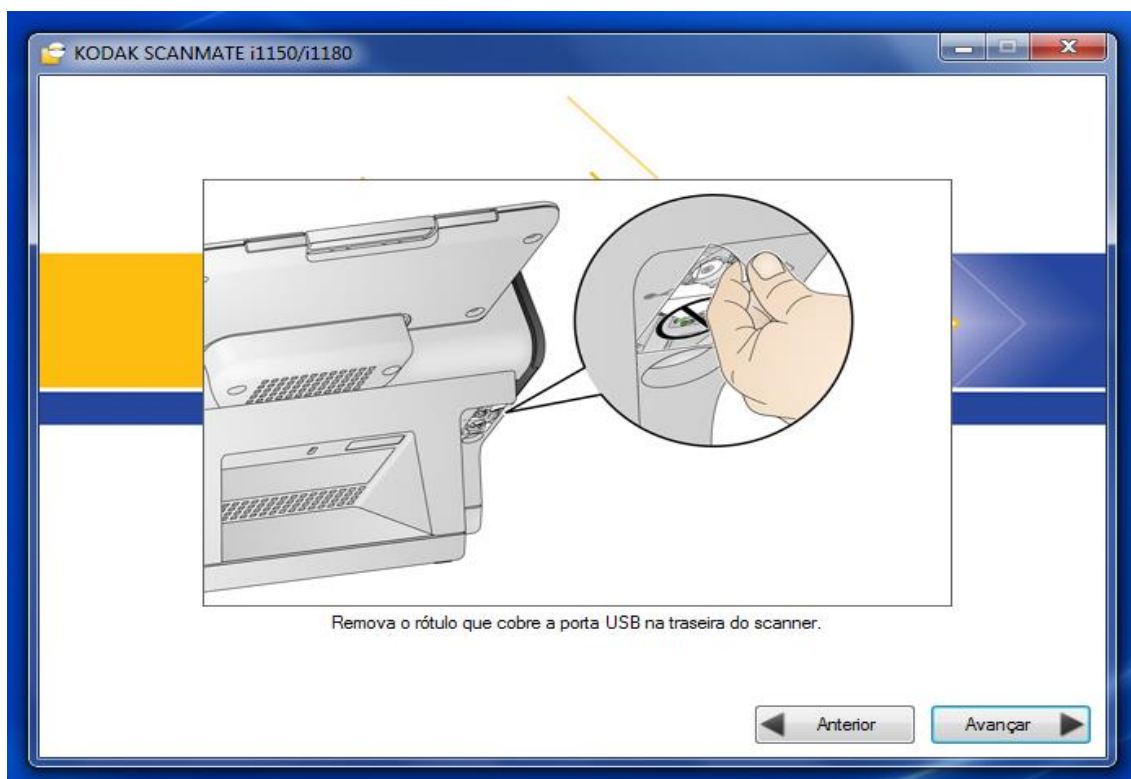 KODAK SCANMATE i1150/i1180
Remova o rótulo que cobre a porta USB na traseira do scanner.
Anterior
Avançar